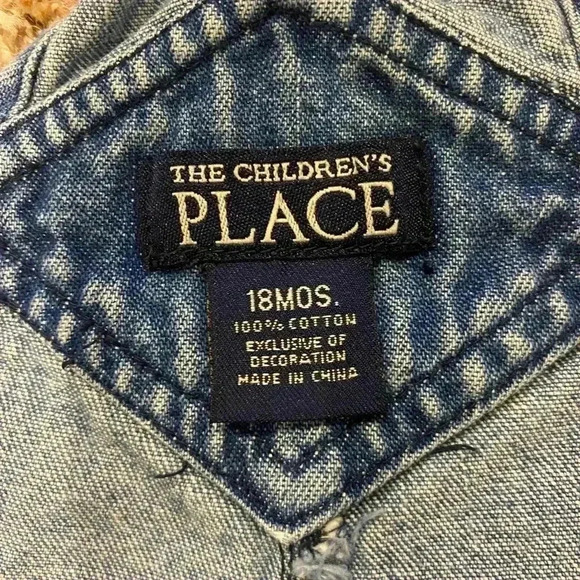 THE CHILDREN'S
PLACE
18MOS.
100% COTTON
EXCLUSIVE OF
DECORATION
MADE IN CHINA